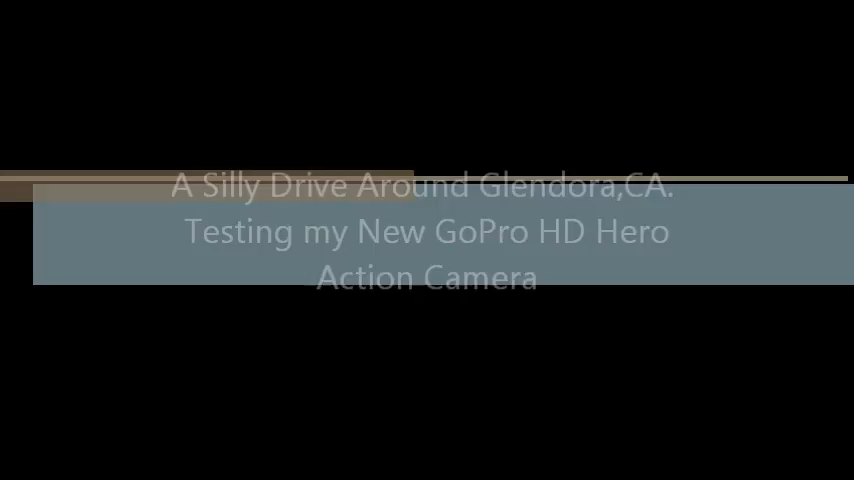 A Silly Drive Around Glendora,CA.
Testing my New GoPro HD Hero
Action Camera